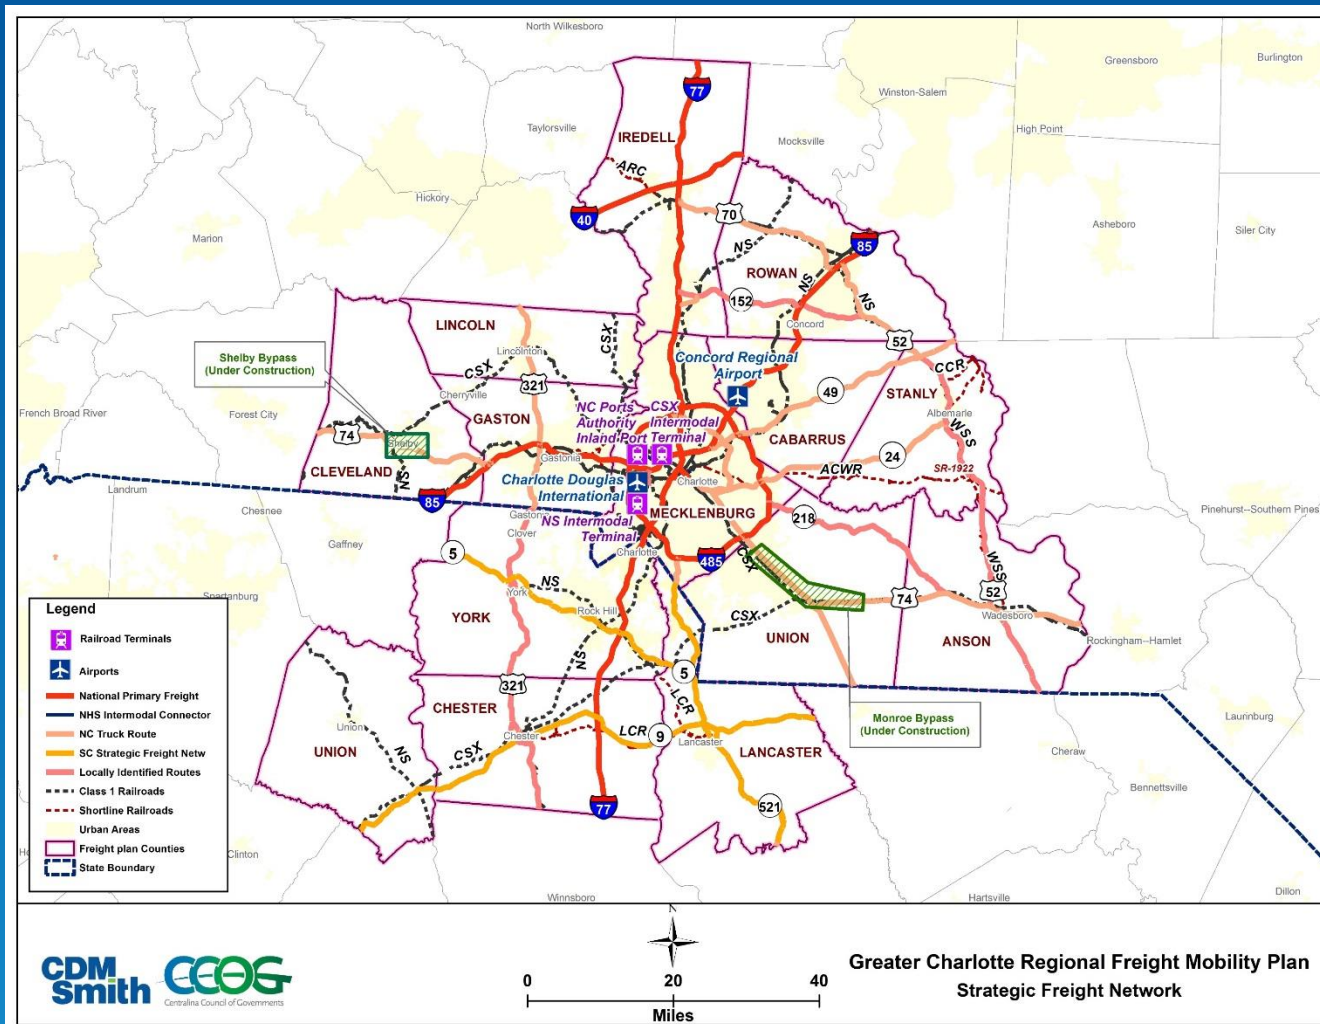 North Wilkesboro
Greensboro
Burlington
77
Winston-Salem
Taylorsville
IREDELL
High Point
Mocksville
ARC
Hickory
40
70
Asheboro
Siler City
Marion
NS
85
ROWAN
NS
NS
152
LINCOLN
CSX
Concord
52
Shelby Bypass
(Under Construction)
Lincolnton
Concord Regional
Airport
CCR
CSX
321
49
STANLY
Cherryville
French Broad River
Forest City
GASTON
NC Ports
Authority
Inland Port
CSX
Intermodal
Terminal
Albemarle
74
Shelby
CABARRUS
WSS
24
Gastonia
CLEVELAND
NS
ACWR
SR-1922
Charlotte Douglas
International
Charlotte
Landrum
85
Chesnee
Gastonia
NS Intermodal
Terminal
MECKLENBURG
218
Pinehurst--Southern Pines
Clover
Gaffney
5
Charlotte
485
CSX
WSS
NS
York
52
Spartanburg
Rock Hill
74
CSX
Wadesboro
YORK
UNION
ANSON
Rockingham--Hamlet
NS
5
321
LCR
CHESTER
Monroe Bypass
(Under Construction)
Laurinburg
Union
UNION
NS
CSX
Chester
LCR
9
Lancaster
LANCASTER
Cheraw
Bennettsville
77
521
Clinton
Winnsboro
Hartsville
Dillon
Legend
Railroad Terminals
Airports
National Primary Freight
NHS Intermodal Connector
NC Truck Route
SC Strategic Freight Netw
Locally Identified Routes
Class 1 Railroads
Shortline Railroads
Urban Areas
Freight plan Counties
State Boundary
N
CDM
Smith
CCOG
Centralina Council of Governments
0 20 40
Miles
Greater Charlotte Regional Freight Mobility Plan
Strategic Freight Network